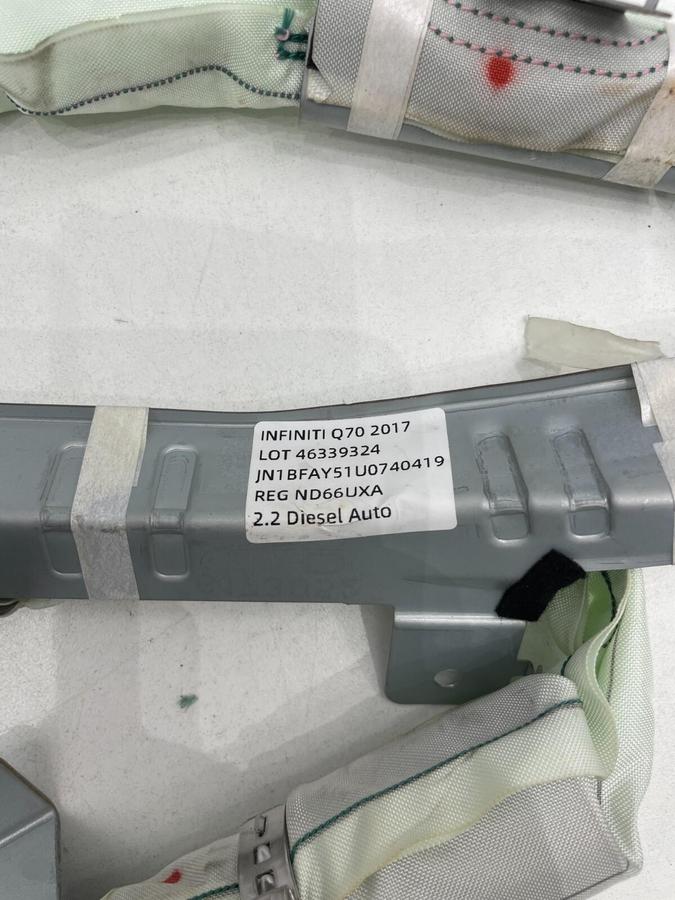 INFINITI Q70 2017
LOT 46339324
JN1BFAY51U0740419
REG ND66UXA
2.2 Diesel Auto